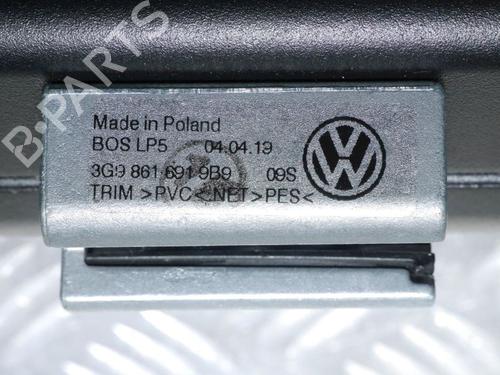 B-PARTS
Made in Poland
BOS LP5 04.04.19
3G9 861 691 9B9 09S
TRIM >PVC< NET >PES<